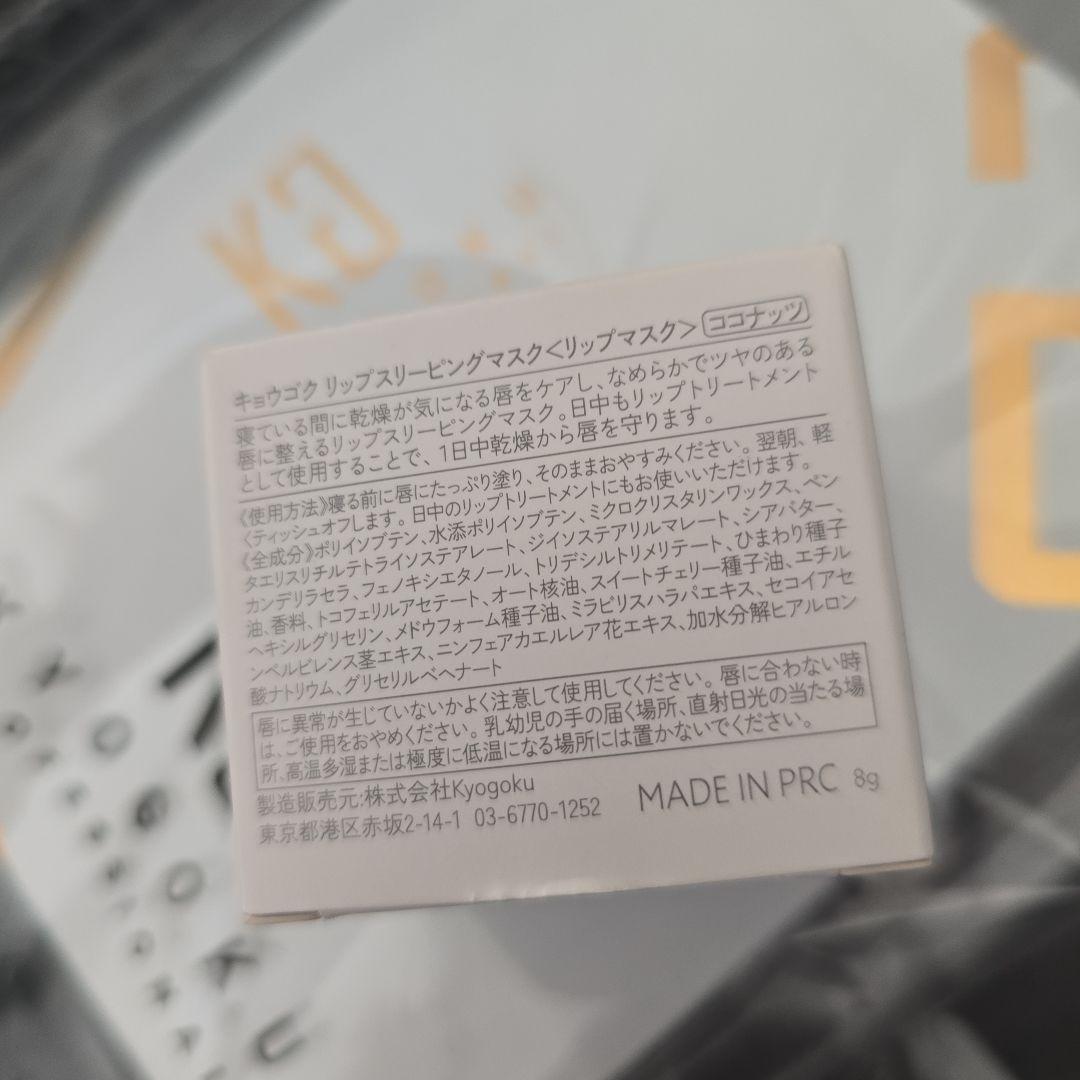 キョウゴク リップスリーピングマスク<リップマスク> ココナッツ
寝ている間に乾燥が気になる唇をケアし、なめらかでツヤのある
唇に整えるリップスリーピングマスク。日中もリップトリートメント
として使用することで、1日中乾燥から唇を守ります。
《使用方法》寝る前に唇にたっぷり塗り、そのままおやすみください。翌朝、軽
くティッシュオフします。日中のリップトリートメントにもお使いいただけます。
《全成分》ポリイソブテン、水添ポリイソブテン、ミクロクリスタリンワックス、ペン
タエリスリチルテトライソステアレート、ジイソステアリルマレート、シアバター、
カンデリラセラ、フェノキシエタノール、トリデシルトリメリテート、ひまわり種子
油、香料、トコフェリルアセテート、オート核油、スイートチェリー種子油、エチル
ヘキシルグリセリン、メドウフォーム種子油、ミラビリスハラパエキス、セコイアセ
ンペルビレンス茎エキス、ニンフェアカエルレア花エキス、加水分解ヒアルロン
酸ナトリウム、グリセリルベヘナート
唇に異常が生じていないかよく注意して使用してください。唇に合わない時
は、ご使用をおやめください。乳幼児の手の届く場所、直射日光の当たる場
所、高温多湿または極度に低温になる場所には置かないでください。
製造販売元:株式会社Kyogoku
東京都港区赤坂2-14-1 03-6770-1252
MADE IN PRC 8g